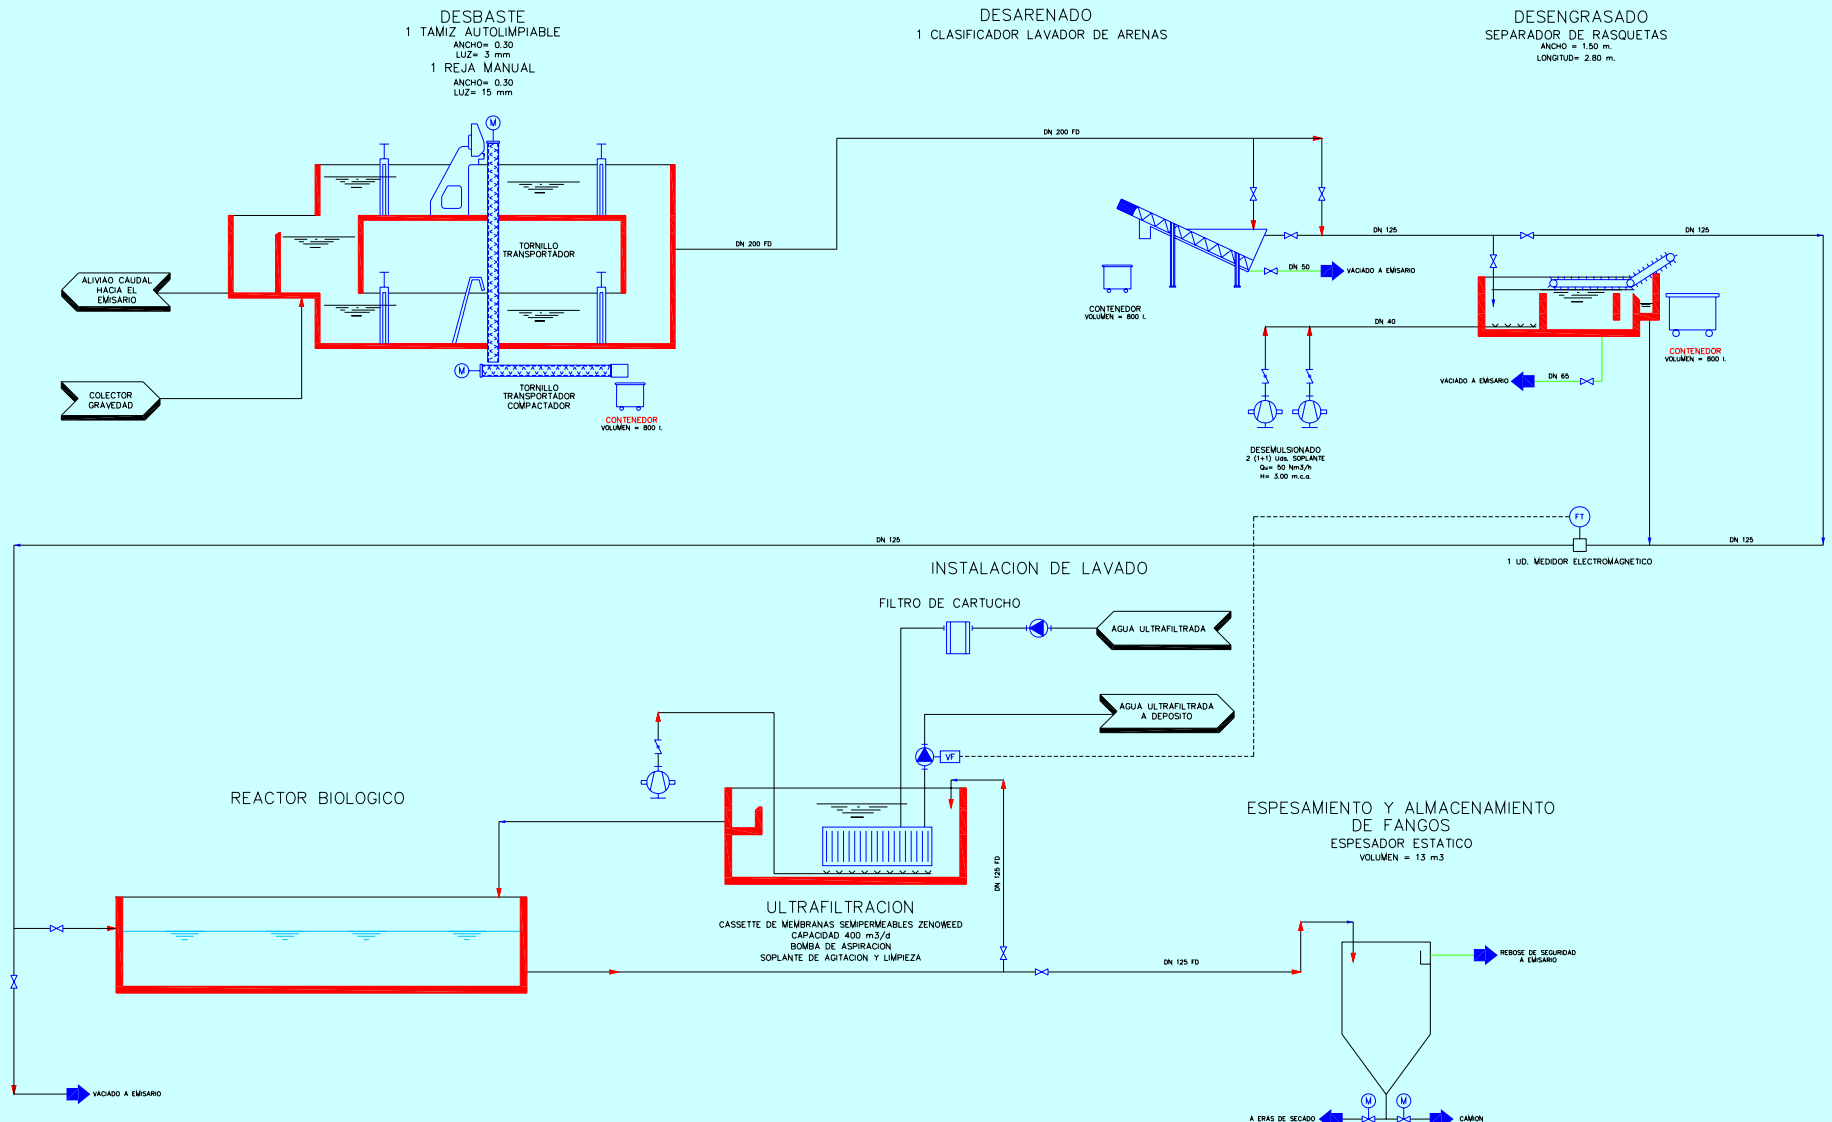 DESBASTE
1 TAMIZ AUTOLIMPIABLE
ANCHO= 0.30
LUZ= 3 mm
1 REJA MANUAL
ANCHO= 0.30
LUZ= 15 mm
DESARENADO
1 CLASIFICADOR LAVADOR DE ARENAS
DESENGRASADO
SEPARADOR DE RASQUETAS
ANCHO = 1.50 m.
LONGITUD= 2.80 m.
M
DN 200 FD
TORNILLO
TRANSPORTADOR
DN 200 FD
DN 125
DN 125
DN 50
VACIADO A EMISARIO
ALIVIAO CAUDAL
HACIA EL
EMISARIO
CONTENEDOR
VOLUMEN = 800 l.
DN 40
CONTENEDOR
VOLUMEN = 800 l.
M
VACIADO A EMISARIO
DN 65
COLECTOR
GRAVEDAD
TORNILLO
TRANSPORTADOR
COMPACTADOR
CONTENEDOR
VOLUMEN = 800 l.
DESEMULSIONADO
2 (1+1) Uds. SOPLANTE
Qu= 50 Nm3/h
H= 3.00 m.c.a.
FT
DN 125
DN 125
1 UD. MEDIDOR ELECTROMAGNETICO
INSTALACION DE LAVADO
FILTRO DE CARTUCHO
AGUA ULTRAFILTRADA
AGUA ULTRAFILTRADA
A DEPOSITO
VF
REACTOR BIOLOGICO
ESPESAMIENTO Y ALMACENAMIENTO
DE FANGOS
ESPESADOR ESTATICO
VOLUMEN = 13 m3
DN 125 FD
ULTRAFILTRACION
CASSETTE DE MEMBRANAS SEMIPERMEABLES ZENOWEED
CAPACIDAD 400 m3/d
BOMBA DE ASPIRACION
SOPLANTE DE AGITACION Y LIMPIEZA
DN 125 FD
REBOSE DE SEGURIDAD
A EMISARIO
VACIADO A EMISARIO
M
M
A ERAS DE SECADO
CAMION